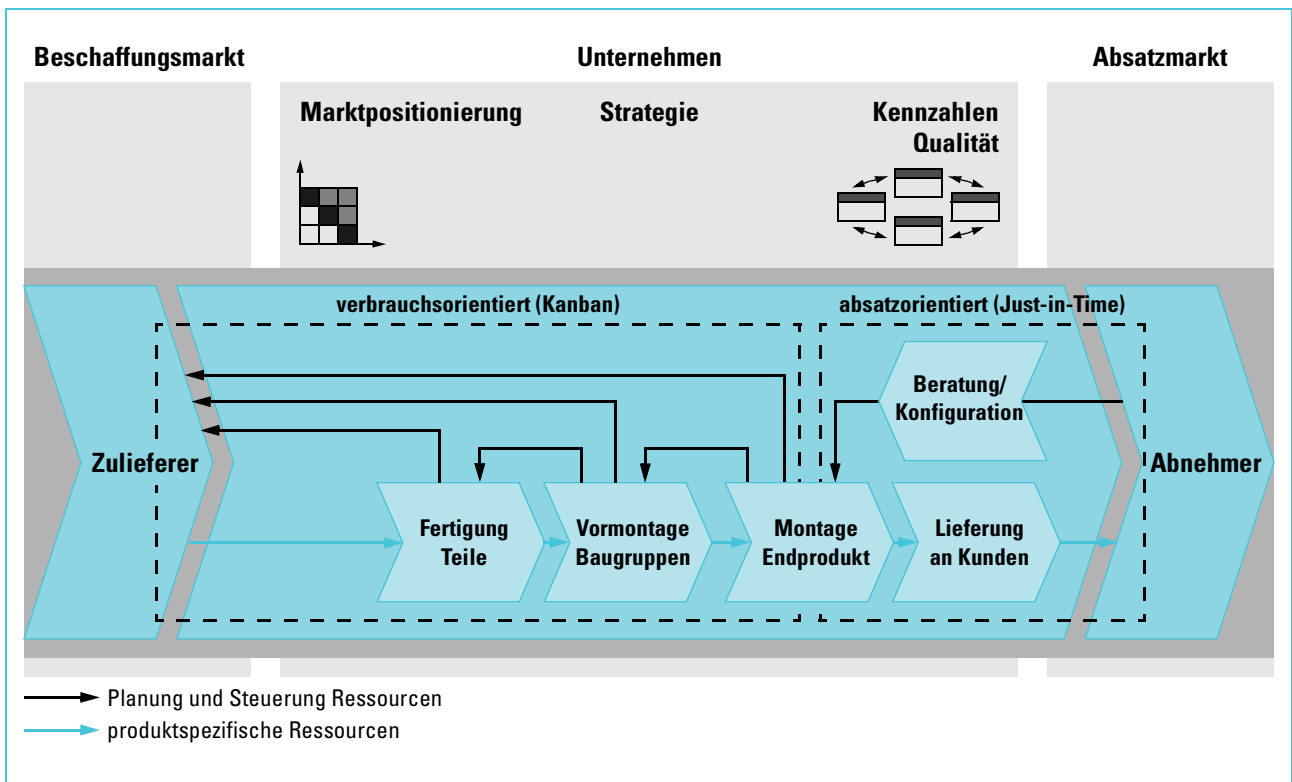 Beschaffungsmarkt
Unternehmen
Absatzmarkt
Marktpositionierung
Strategie
Kennzahlen
Qualität
verbrauchsorientiert (Kanban)
absatzorientiert (Just-in-Time)
Beratung/
Konfiguration
Zulieferer
Abnehmer
Fertigung
Teile
Vormontage
Baugruppen
Montage
Endprodukt
Lieferung
an Kunden
Planung und Steuerung Ressourcen
produktspezifische Ressourcen